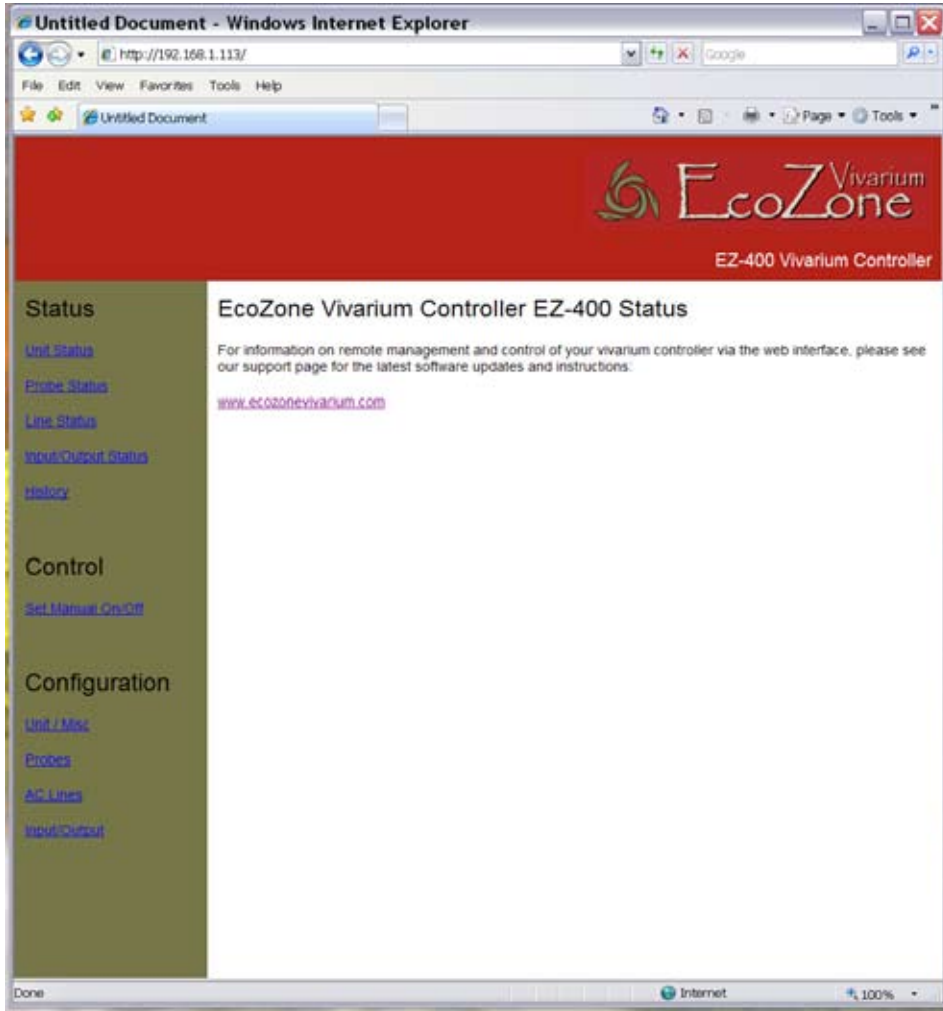 Untitled Document - Windows Internet Explorer
http://192.168.1.113/
Google
File Edit View Favorites Tools Help
Untitled Document
Page
Tools
Vivarium
EcoZone
EZ-400 Vivarium Controller
Status
Unit Status
Probe Status
Line Status
Input/Output Status
History
Control
Set Manual On/Off
Configuration
Unit / Misc
Probes
AC Lines
Input/Output
EcoZone Vivarium Controller EZ-400 Status
For information on remote management and control of your vivarium controller via the web interface, please see
our support page for the latest software updates and instructions:
www.ecozonevivarium.com
Done
Internet
100%